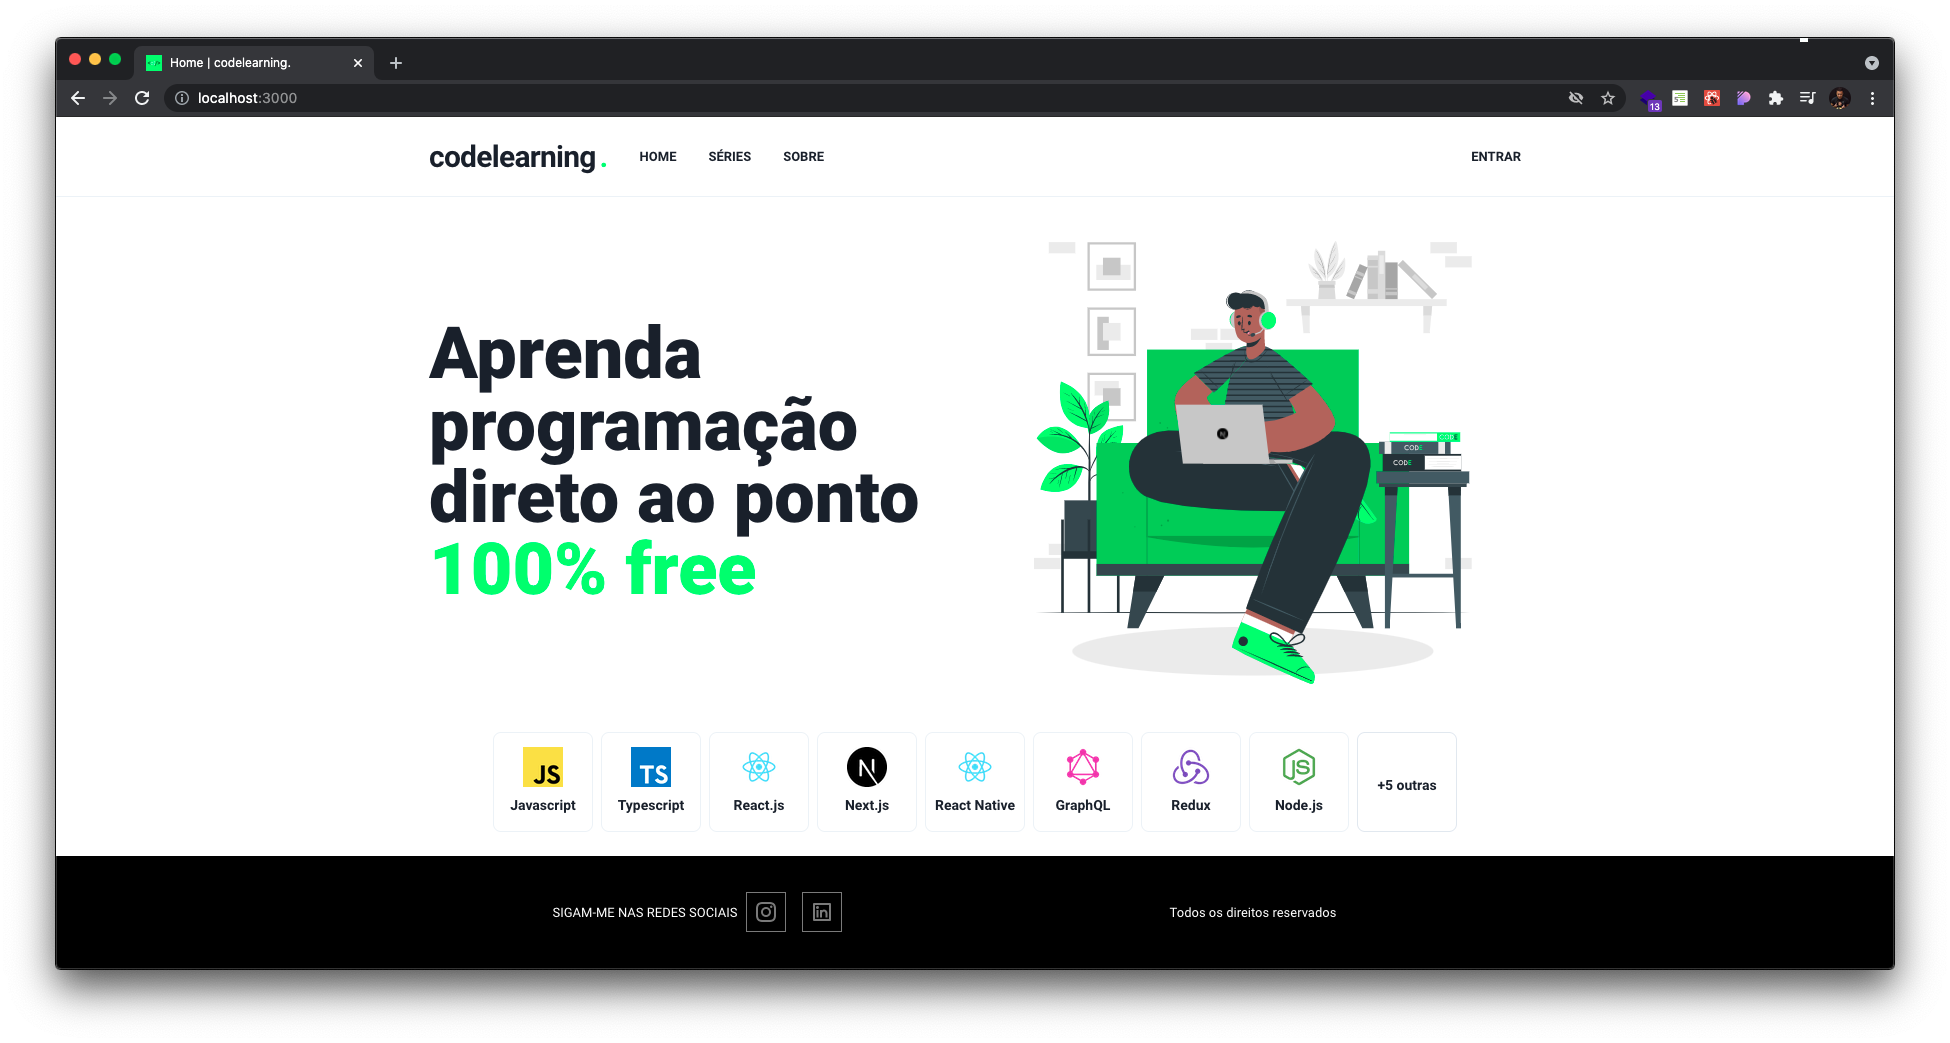 Home | codelearning.
localhost:3000
13
codelearning.
HOME
SÉRIES
SOBRE
ENTRAR
Aprenda
programação
direto ao ponto
100% free
CODE
CODE
CODE
JS
Javascript
TS
Typescript
React.js
N
Next.js
React Native
GraphQL
Redux
JS
Node.js
+5 outras
SIGAM-ME NAS REDES SOCIAIS
in
Todos os direitos reservados